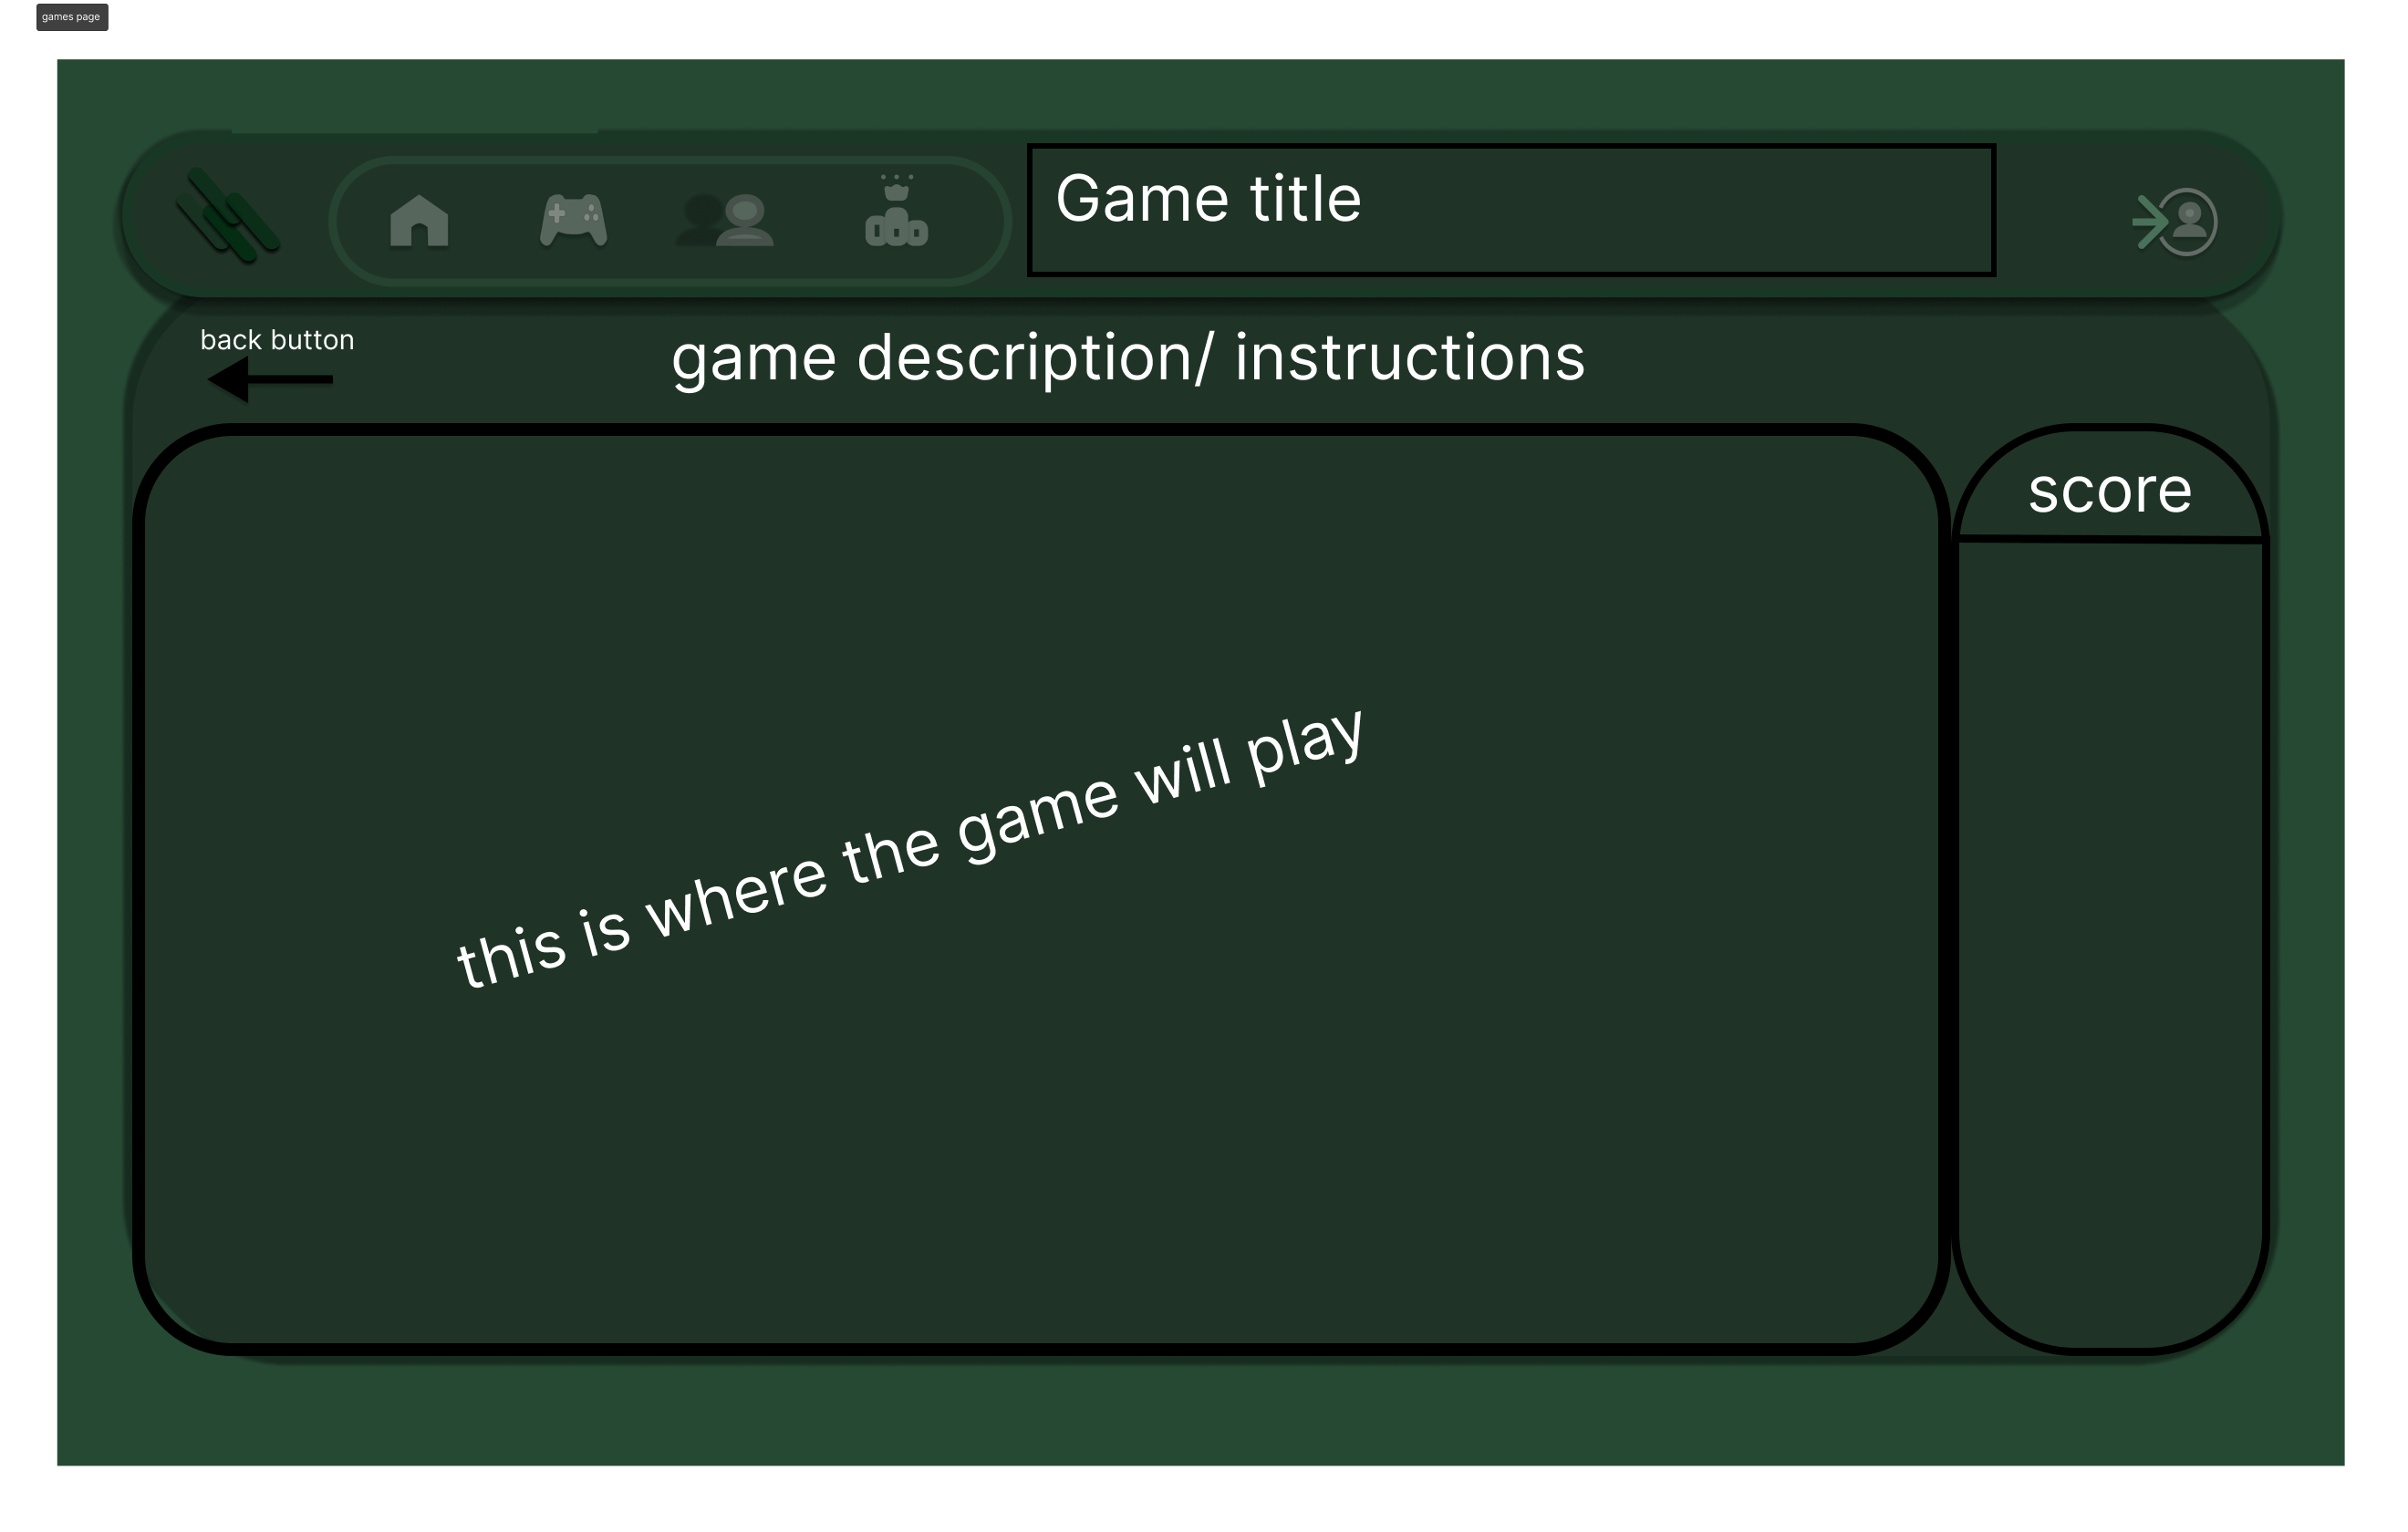 games page
Game title
back button
game description/ instructions
score
this is where the game will play